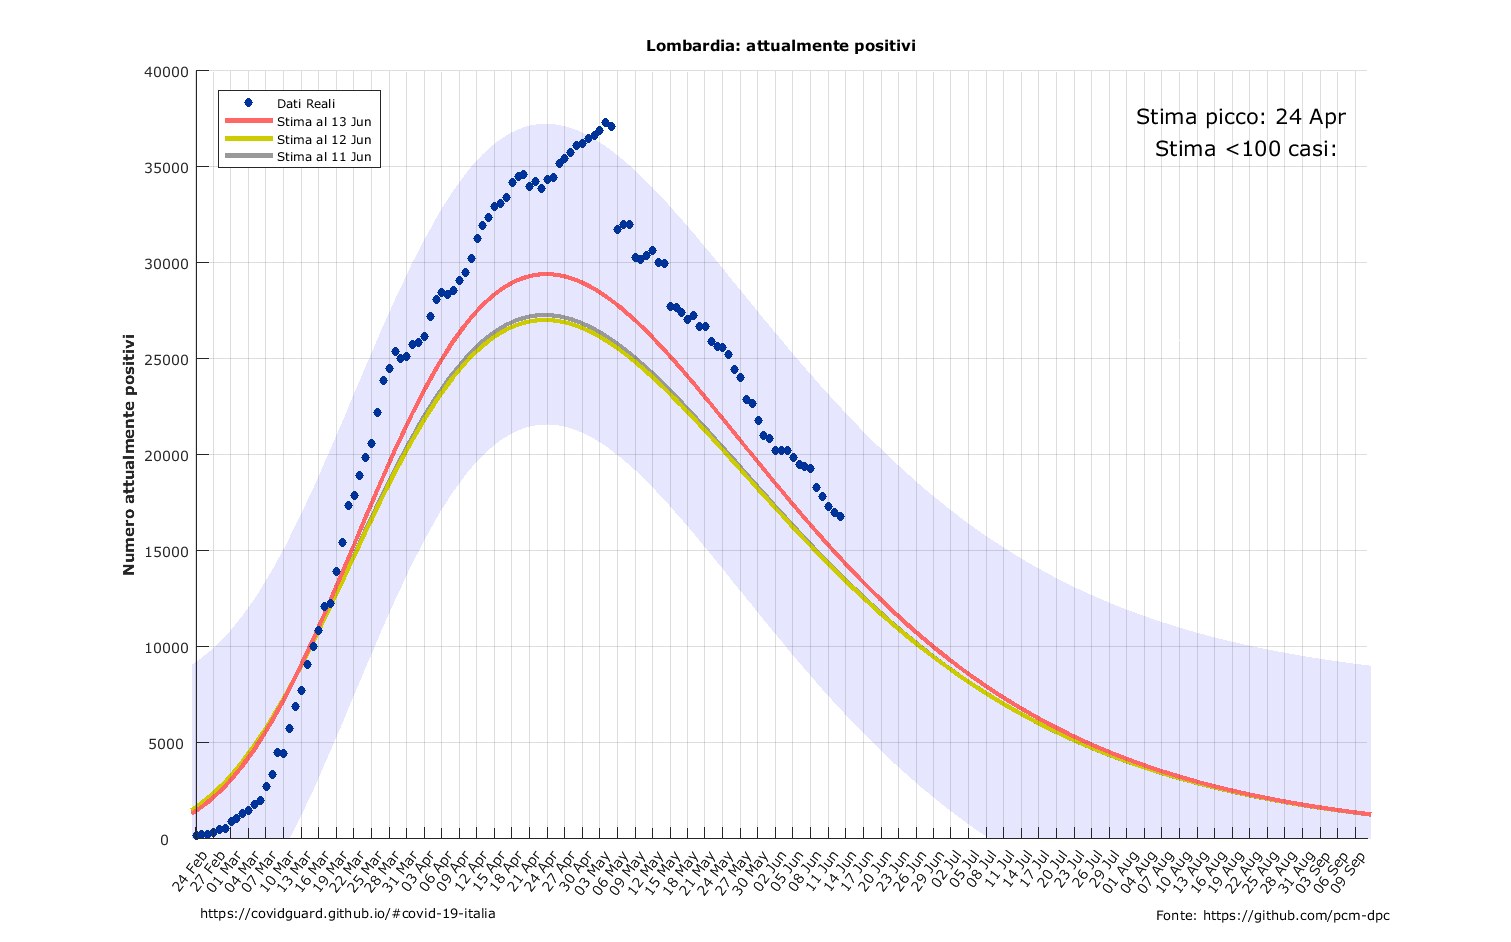 Lombardia: attualmente positivi
40000
35000
30000
25000
20000
15000
10000
5000
0
Numero attualmente positivi
Dati Reali
Stima al 13 Jun
Stima al 12 Jun
Stima al 11 Jun
Stima picco: 24 Apr
Stima <100 casi:
24 Feb
27 Feb
01 Mar
04 Mar
07 Mar
10 Mar
13 Mar
16 Mar
19 Mar
22 Mar
25 Mar
28 Mar
31 Mar
03 Apr
06 Apr
09 Apr
12 Apr
15 Apr
18 Apr
21 Apr
24 Apr
27 Apr
30 Apr
03 May
06 May
09 May
12 May
15 May
18 May
21 May
24 May
27 May
30 May
02 Jun
05 Jun
08 Jun
11 Jun
14 Jun
17 Jun
20 Jun
23 Jun
26 Jun
29 Jun
02 Jul
05 Jul
08 Jul
11 Jul
14 Jul
17 Jul
20 Jul
23 Jul
26 Jul
29 Jul
01 Aug
04 Aug
07 Aug
10 Aug
13 Aug
16 Aug
19 Aug
22 Aug
25 Aug
28 Aug
31 Aug
03 Sep
06 Sep
09 Sep
https://covidguard.github.io/#covid-19-italia
Fonte: https://github.com/pcm-dpc